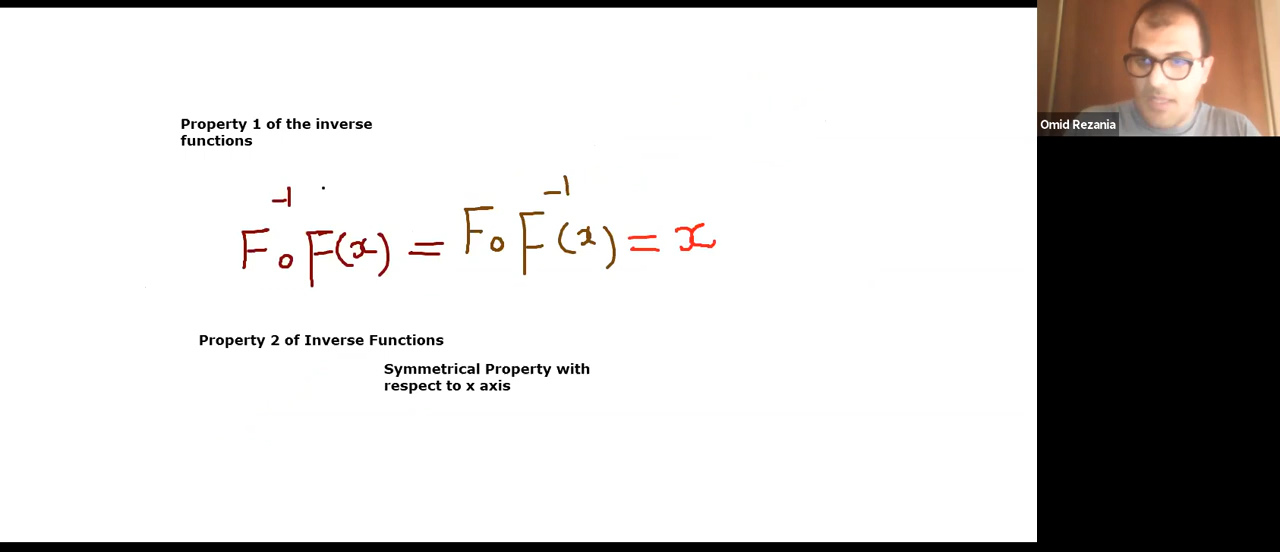 Property 1 of the inverse
functions
F⁻¹o F(x) = F o F⁻¹(x) = x
Property 2 of Inverse Functions
Symmetrical Property with
respect to x axis
Omid Rezania